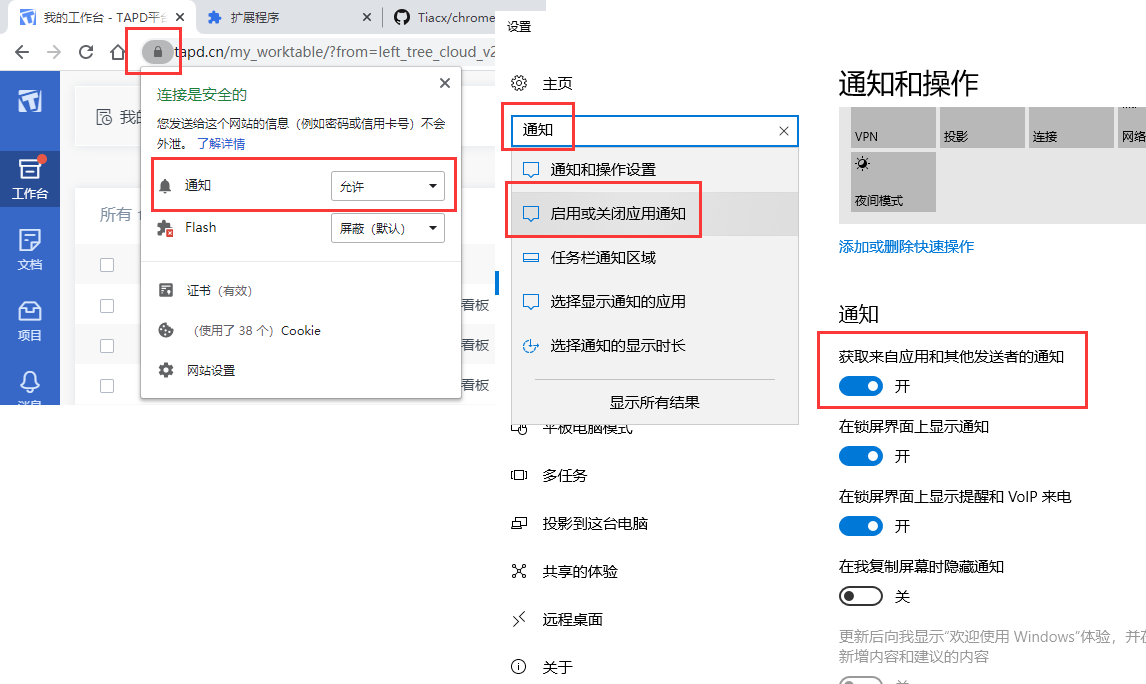 我的工作台 - TAPD平台
扩展程序
Tiacx/chrome
tapd.cn/my_worktable/?from=left_tree_cloud_v2
工作台
文档
项目
消息
我的
所有
看板
看板
看板
连接是安全的
您发送给这个网站的信息（例如密码或信用卡号）不会
外泄。 了解详情
通知
允许
Flash
屏蔽（默认）
证书（有效）
（使用了 38 个）Cookie
网站设置
设置
主页
通知
通知和操作设置
启用或关闭应用通知
任务栏通知区域
选择显示通知的应用
选择通知的显示时长
显示所有结果
平板电脑模式
多任务
投影到这台电脑
共享的体验
远程桌面
关于
通知和操作
VPN
投影
连接
网络
夜间模式
添加或删除快速操作
通知
获取来自应用和其他发送者的通知
开
在锁屏界面上显示通知
开
在锁屏界面上显示提醒和 VoIP 来电
开
在我复制屏幕时隐藏通知
关
更新后向我显示"欢迎使用 Windows"体验，并在
新增内容和建议的内容